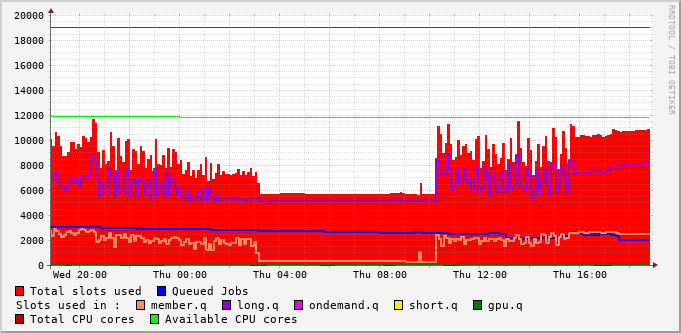 20000
18000
16000
14000
12000
10000
8000
6000
4000
2000
0
Wed 20:00 Thu 00:00 Thu 04:00 Thu 08:00 Thu 12:00 Thu 16:00
RRDTOOL / TOBI OETIKER
Total slots used Queued Jobs
Slots used in : member.q long.q ondemand.q short.q gpu.q
Total CPU cores Available CPU cores